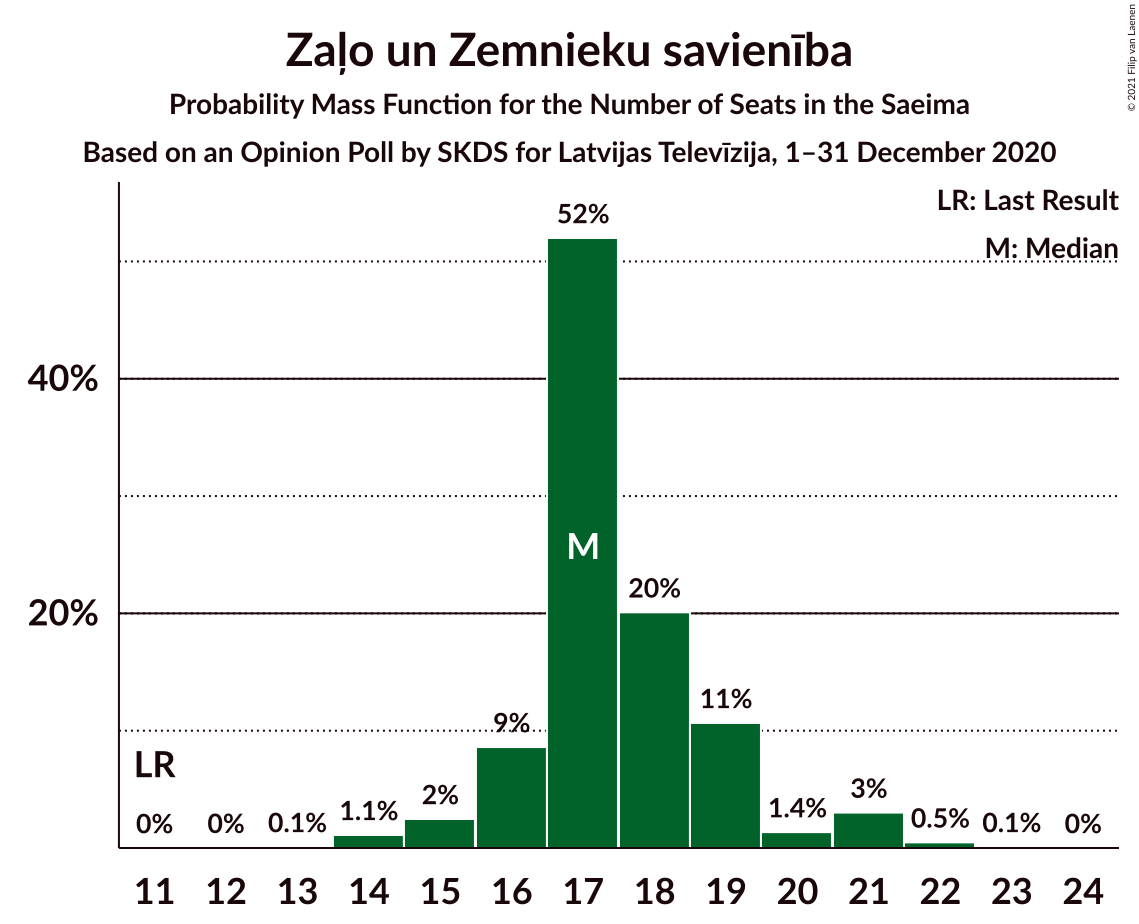 Zaļo un Zemnieku savienība
Probability Mass Function for the Number of Seats in the Saeima
Based on an Opinion Poll by SKDS for Latvijas Televīzija, 1–31 December 2020
© 2021 Filip van Laenen
LR: Last Result
M: Median
52%
40%
M
20%
20%
11%
9%
LR
0%
0%
0.1%
1.1%
2%
1.4%
3%
0.5%
0.1%
0%
11 12 13 14 15 16 17 18 19 20 21 22 23 24